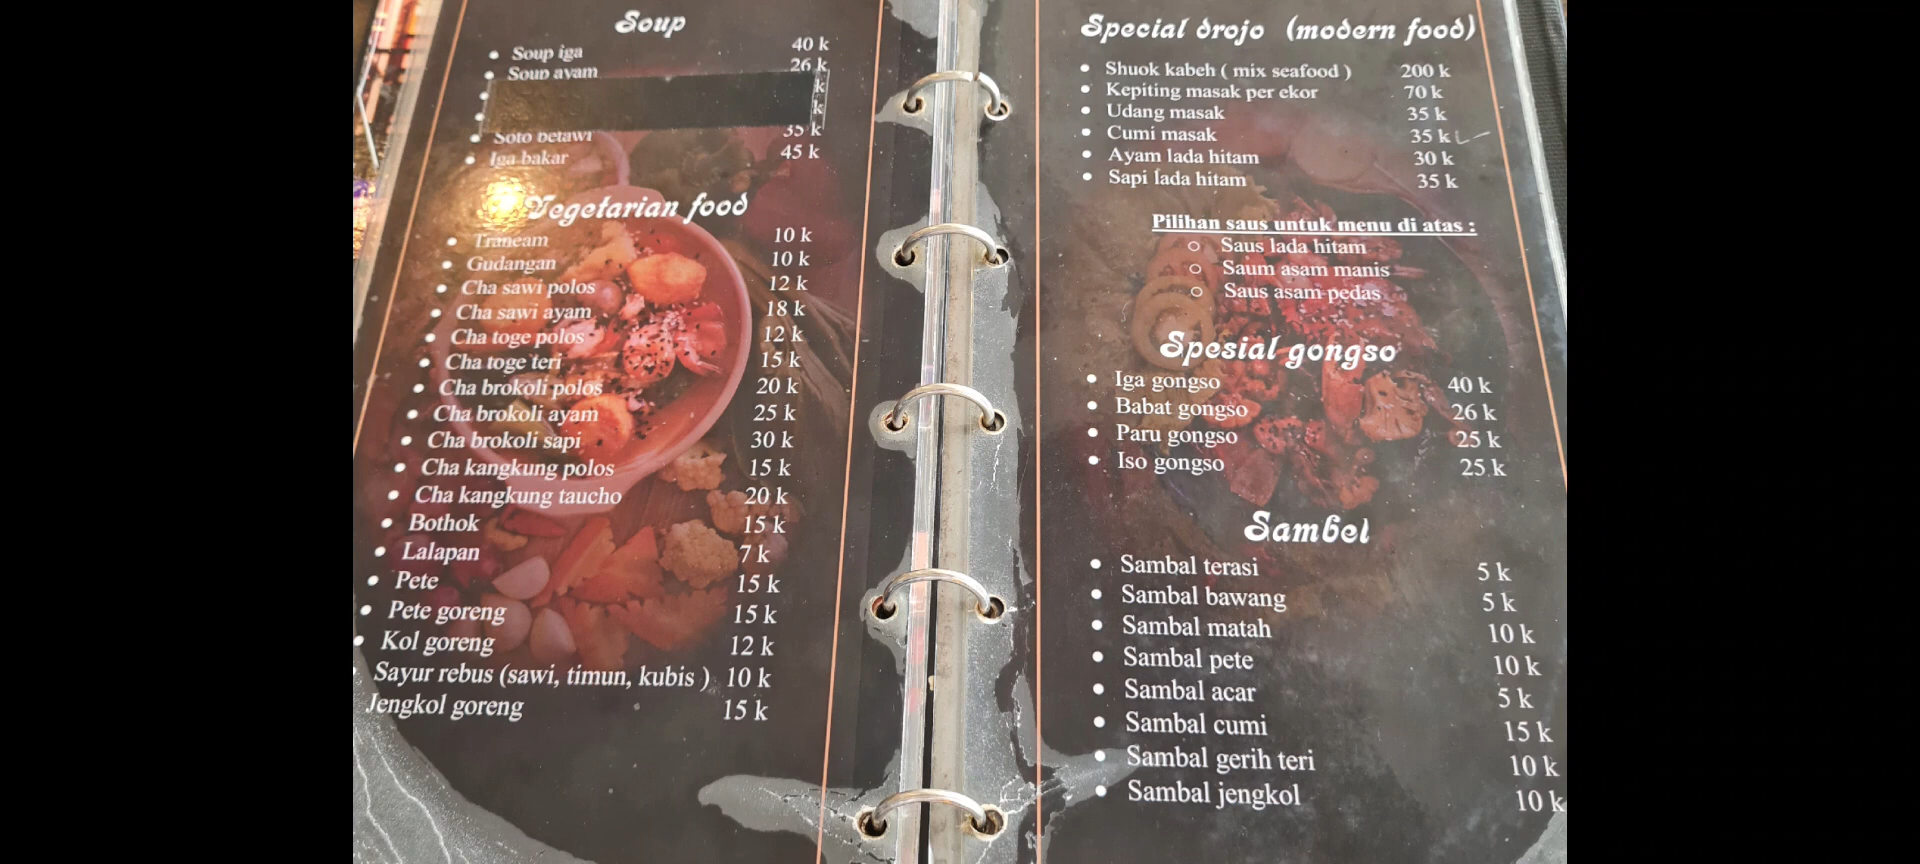 Soup
Soup iga 40 k
Soup ayam 26 k
k
k
Soto betawi 35 k
Iga bakar 45 k
Vegetarian food
Traneam 10 k
Gudangan 10 k
Cha sawi polos 12 k
Cha sawi ayam 18 k
Cha toge polos 12 k
Cha toge teri 15 k
Cha brokoli polos 20 k
Cha brokoli ayam 25 k
Cha brokoli sapi 30 k
Cha kangkung polos 15 k
Cha kangkung taucho 20 k
Bothok 15 k
Lalapan 7 k
Pete 15 k
Pete goreng 15 k
Kol goreng 12 k
Sayur rebus (sawi, timun, kubis ) 10 k
Jengkol goreng 15 k
Special drojo (modern food)
Shuok kabeh ( mix seafood ) 200 k
Kepiting masak per ekor 70 k
Udang masak 35 k
Cumi masak 35 k
Ayam lada hitam 30 k
Sapi lada hitam 35 k
Pilihan saus untuk menu di atas :
Saus lada hitam
Saum asam manis
Saus asam pedas
Spesial gongso
Iga gongso 40 k
Babat gongso 26 k
Paru gongso 25 k
Iso gongso 25 k
Sambel
Sambal terasi 5 k
Sambal bawang 5 k
Sambal matah 10 k
Sambal pete 10 k
Sambal acar 5 k
Sambal cumi 15 k
Sambal gerih teri 10 k
Sambal jengkol 10 k